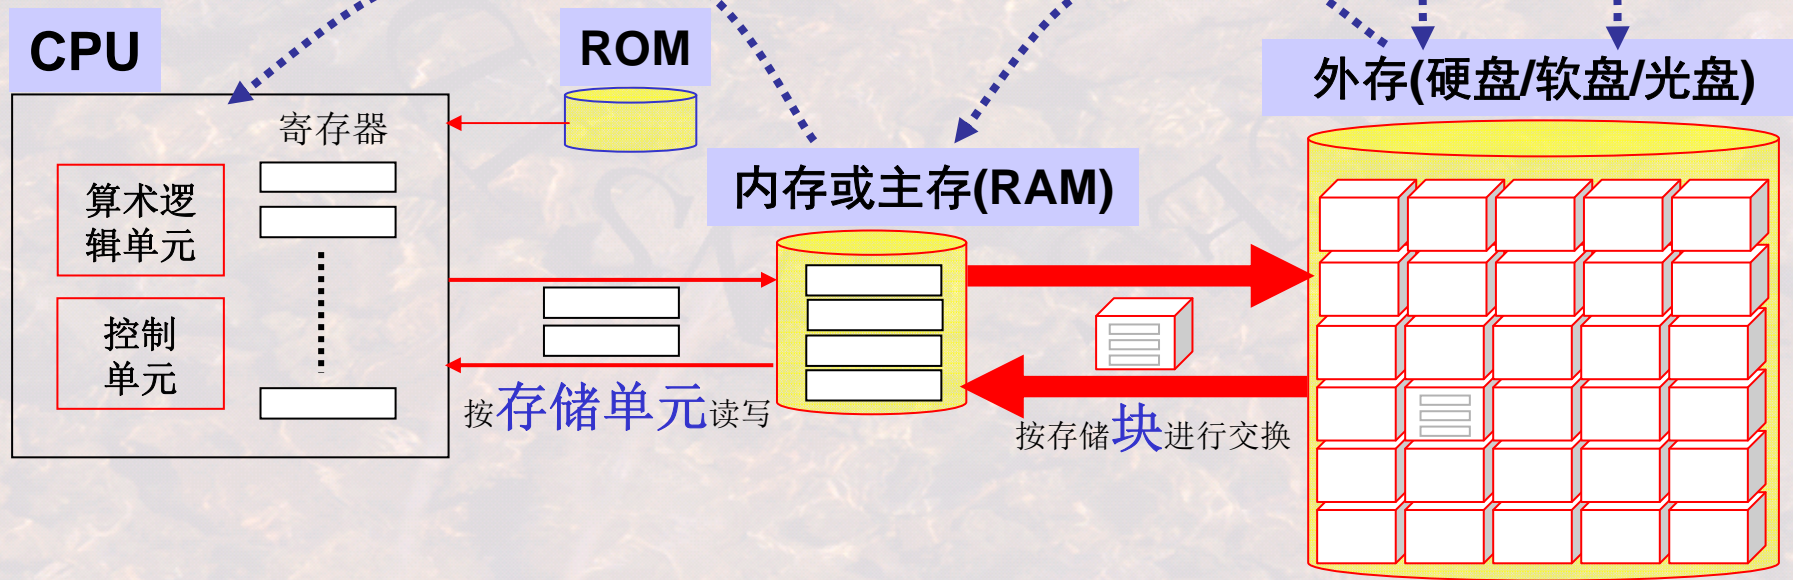 CPU
ROM
外存(硬盘/软盘/光盘)
寄存器
内存或主存(RAM)
算术逻
辑单元
控制
单元
按存储单元读写
按存储块进行交换